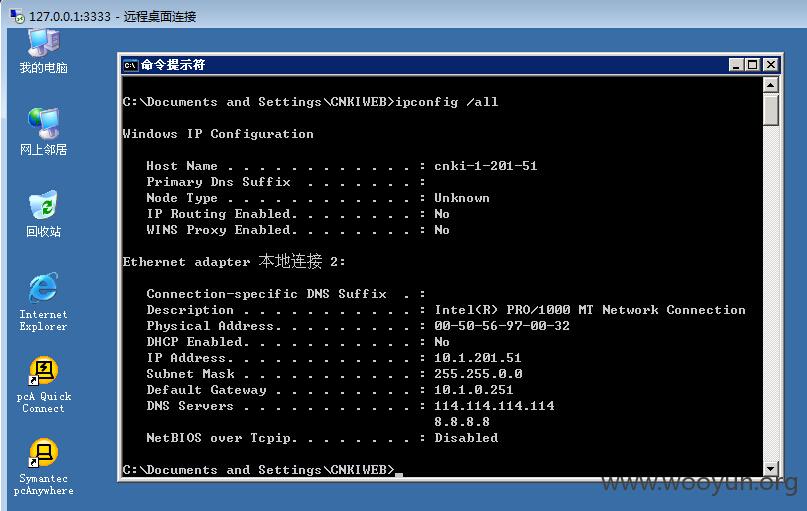 127.0.0.1:3333 - 远程桌面连接
我的电脑
网上邻居
回收站
Internet
Explorer
pcA Quick
Connect
Symantec
pcAnywhere
命令提示符
C:\Documents and Settings\CNKIWEB>ipconfig /all
Windows IP Configuration
Host Name . . . . . . . . . . . . : cnki-1-201-51
Primary Dns Suffix . . . . . . . :
Node Type . . . . . . . . . . . . : Unknown
IP Routing Enabled. . . . . . . . : No
WINS Proxy Enabled. . . . . . . . : No
Ethernet adapter 本地连接 2:
Connection-specific DNS Suffix . :
Description . . . . . . . . . . . : Intel(R) PRO/1000 MT Network Connection
Physical Address. . . . . . . . . : 00-50-56-97-00-32
DHCP Enabled. . . . . . . . . . . : No
IP Address. . . . . . . . . . . . : 10.1.201.51
Subnet Mask . . . . . . . . . . . : 255.255.0.0
Default Gateway . . . . . . . . . : 10.1.0.251
DNS Servers . . . . . . . . . . . : 114.114.114.114
8.8.8.8
NetBIOS over Tcpip. . . . . . . . : Disabled
C:\Documents and Settings\CNKIWEB>_
www.wooyun.org